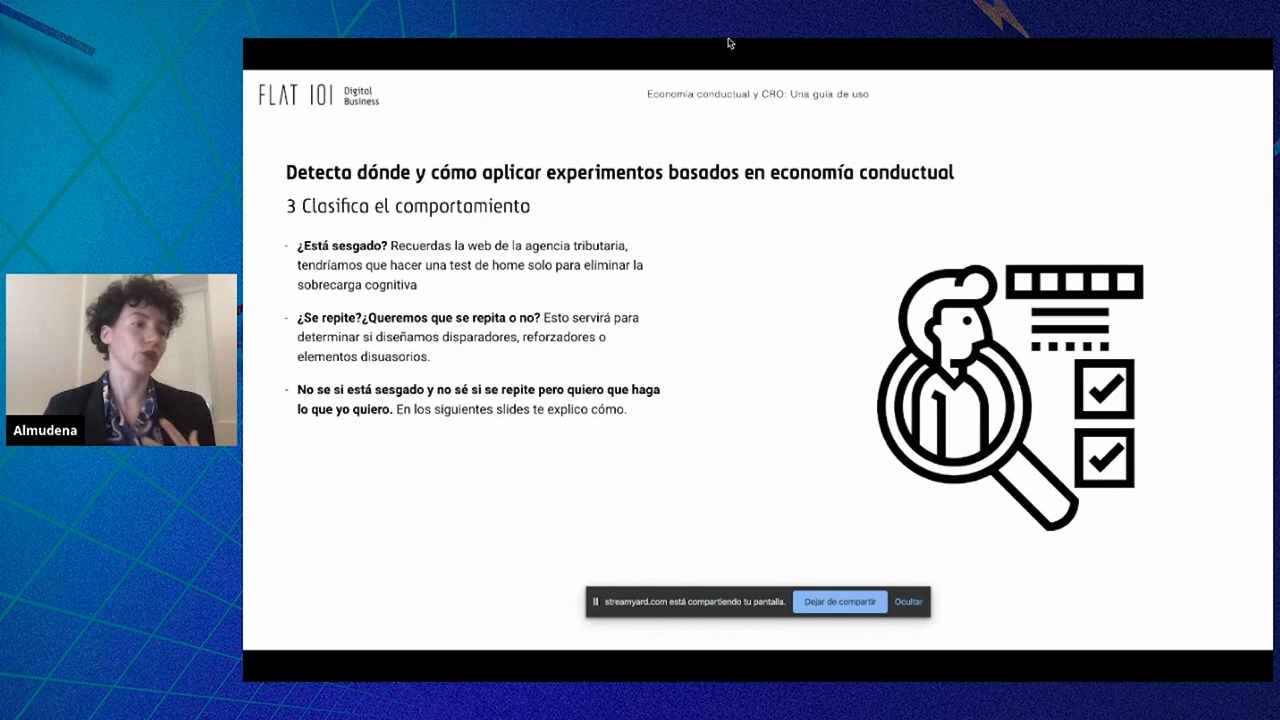 FLAT 101 Digital Business
Economía conductual y CRO: Una guía de uso
Detecta dónde y cómo aplicar experimentos basados en economía conductual
3 Clasifica el comportamiento
· ¿Está sesgado? Recuerdas la web de la agencia tributaria,
tendríamos que hacer una test de home solo para eliminar la
sobrecarga cognitiva
· ¿Se repite?¿Queremos que se repita o no? Esto servirá para
determinar si diseñamos disparadores, reforzadores o
elementos disuasorios.
· No se si está sesgado y no sé si se repite pero quiero que haga
lo que yo quiero. En los siguientes slides te explico cómo.
Almudena
streamyard.com está compartiendo tu pantalla. Dejar de compartir Ocultar